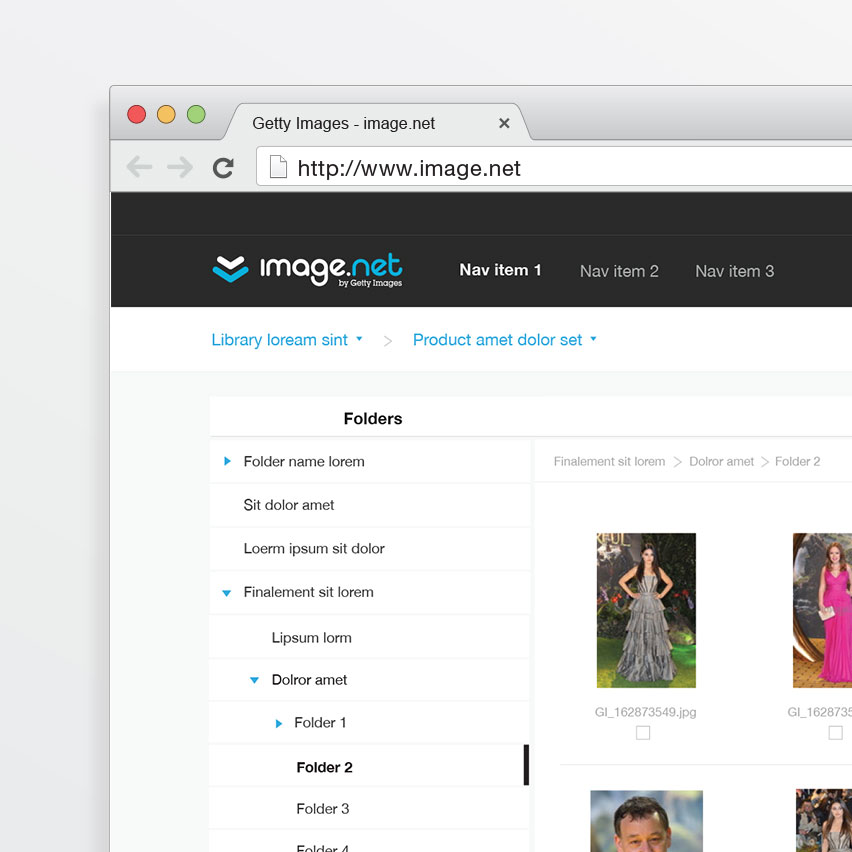 Getty Images - image.net
http://www.image.net
image.net
by Getty Images
Nav item 1 Nav item 2 Nav item 3
Library loream sint Product amet dolor set
Folders
Folder name lorem
Finalement sit lorem > Dolror amet > Folder 2
Sit dolor amet
Loerm ipsum sit dolor
Finalement sit lorem
Lipsum lorm
Dolror amet
GI_162873549.jpg GI_162873
Folder 1
Folder 2
Folder 3
Folder 4